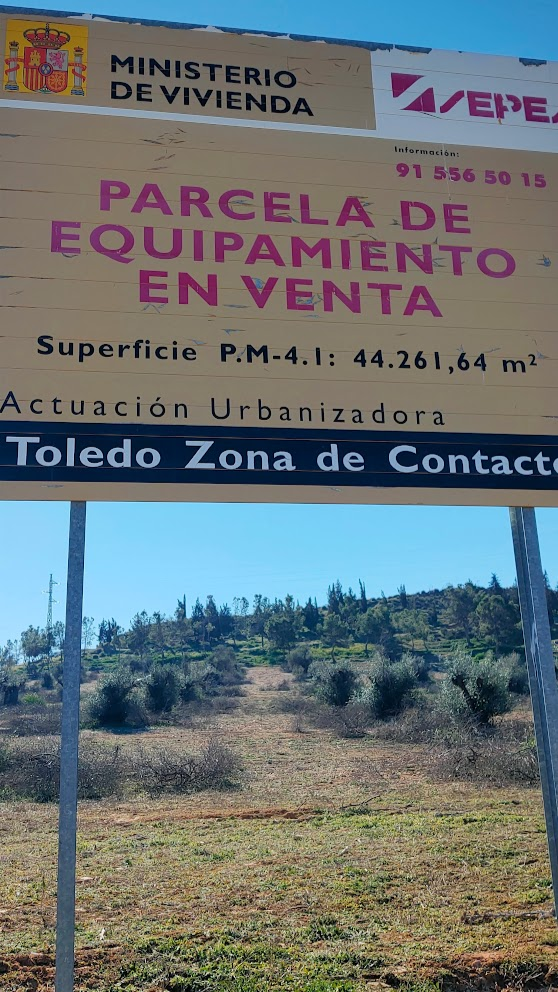 MINISTERIO
DE VIVIENDA
SEPES
Información:
91 556 50 15
PARCELA DE
EQUIPAMIENTO
EN VENTA
Superficie P.M-4.1: 44.261,64 m²
Actuación Urbanizadora
Toledo Zona de Contacto